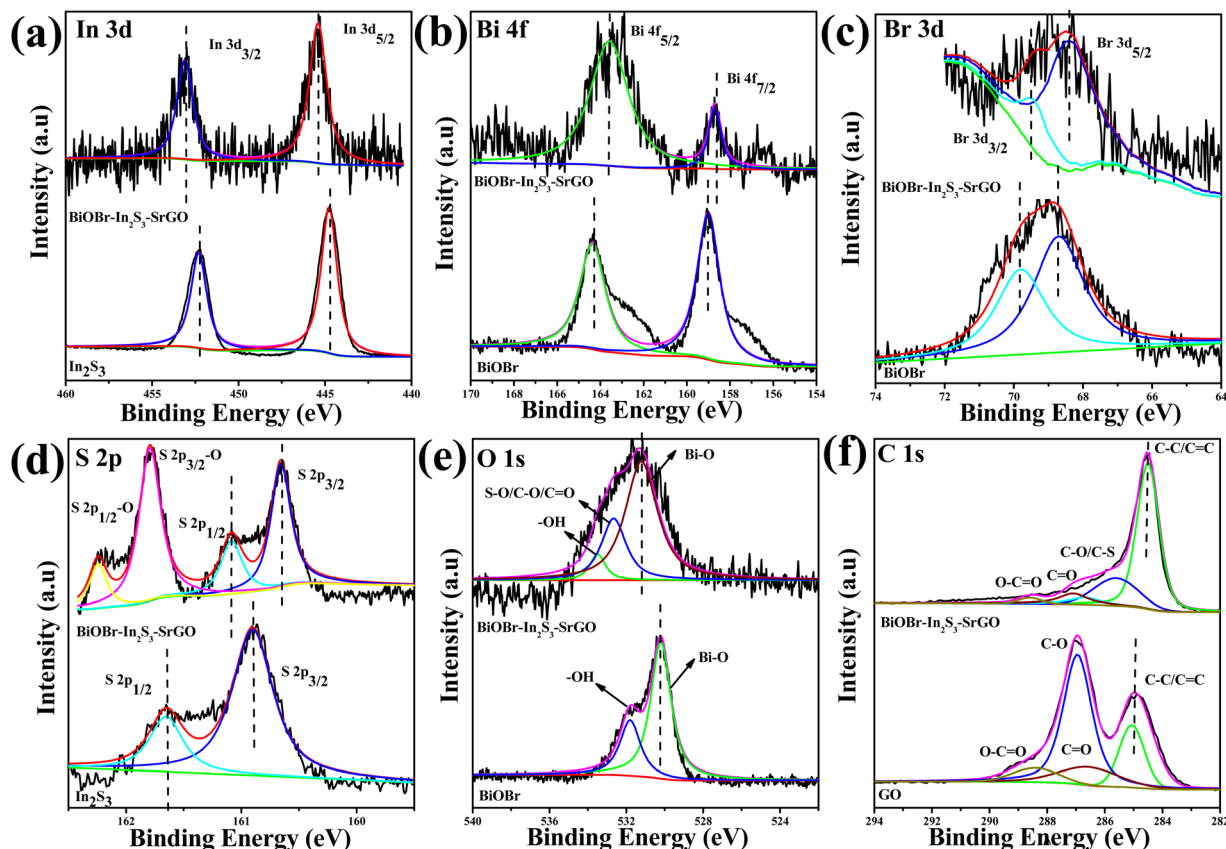 (a) In 3d
In 3d3/2
In 3d5/2
BiOBr-In2S3-SrGO
In2S3
460 455 450 445 440
Binding Energy (eV)
Intensity (a.u)
(b) Bi 4f
Bi 4f5/2
Bi 4f7/2
BiOBr-In2S3-SrGO
BiOBr
170 168 166 164 162 160 158 156 154
Binding Energy (eV)
Intensity (a.u)
(c) Br 3d
Br 3d5/2
Br 3d3/2
BiOBr-In2S3-SrGO
BiOBr
74 72 70 68 66 64
Binding Energy (eV)
Intensity (a.u)
(d) S 2p
S 2p3/2-O
S 2p1/2-O
S 2p1/2
S 2p3/2
BiOBr-In2S3-SrGO
S 2p1/2
S 2p3/2
In2S3
162 161 160
Binding Energy (eV)
Intensity (a.u)
(e) O 1s
Bi-O
S-O/C-O/C=O
-OH
BiOBr-In2S3-SrGO
-OH
Bi-O
BiOBr
540 536 532 528 524 520
Binding Energy (eV)
Intensity (a.u)
(f) C 1s
C-C/C=C
C-O/C-S
C=O
O-C=O
BiOBr-In2S3-SrGO
C-O
C-C/C=C
O-C=O
C=O
GO
294 292 290 288 286 284 282
Binding Energy (eV)
Intensity (a.u)